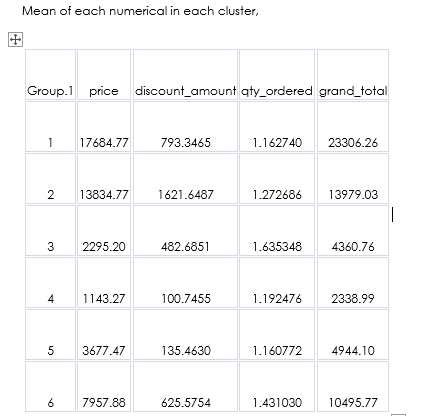 Mean of each numerical in each cluster,
Group.1 price discount_amount qty_ordered grand_total
1 17684.77 793.3465 1.162740 23306.26
2 13834.77 1621.6487 1.272686 13979.03
3 2295.20 482.6851 1.635348 4360.76
4 1143.27 100.7455 1.192476 2338.99
5 3677.47 135.4630 1.160772 4944.10
6 7957.88 625.5754 1.431030 10495.77